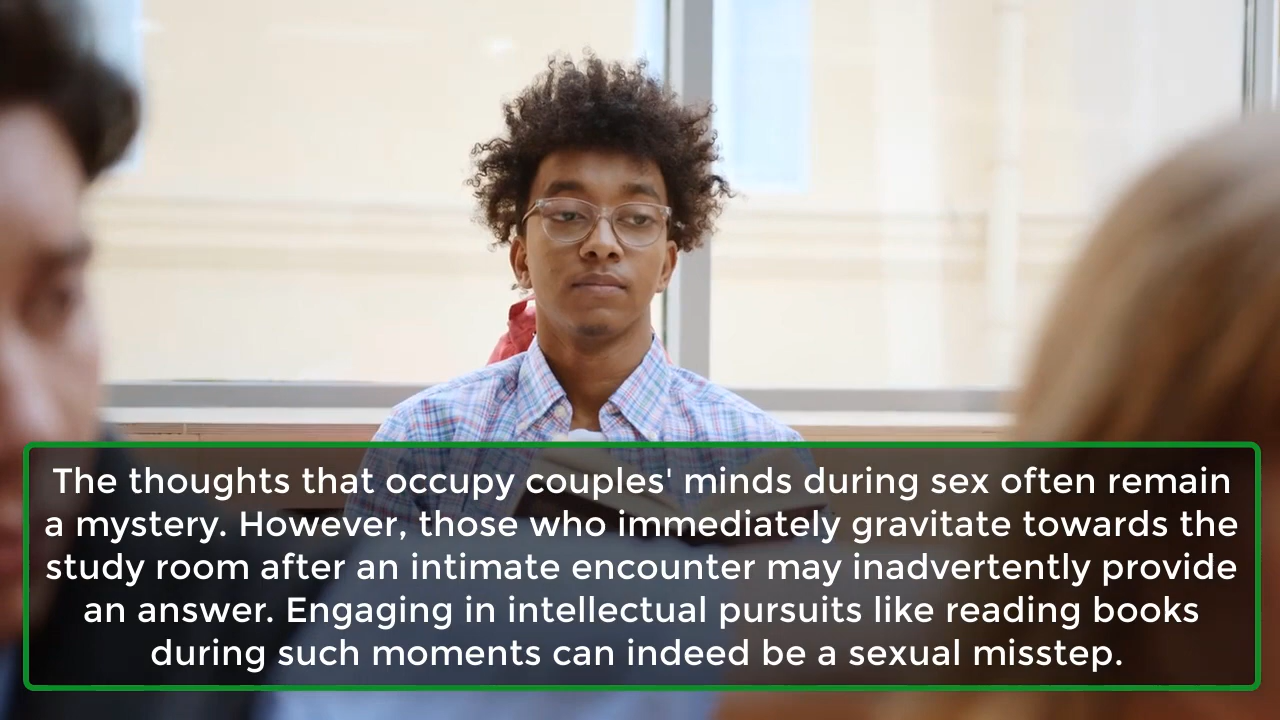 The thoughts that occupy couples' minds during sex often remain
a mystery. However, those who immediately gravitate towards the
study room after an intimate encounter may inadvertently provide
an answer. Engaging in intellectual pursuits like reading books
during such moments can indeed be a sexual misstep.